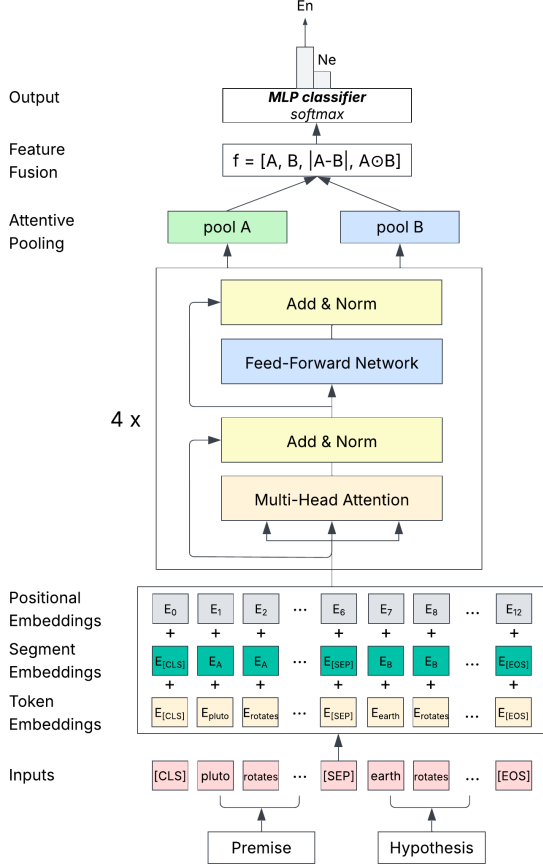 En
Ne
Output
MLP classifier
softmax
Feature
Fusion
f = [A, B, |A-B|, A⊙B]
Attentive
Pooling
pool A
pool B
Add & Norm
Feed-Forward Network
4 x
Add & Norm
Multi-Head Attention
Positional
Embeddings
E0 E1 E2 ... E6 E7 E8 ... E12
+ + + + + + +
Segment
Embeddings
E[CLS] EA EA ... E[SEP] EB EB ... E[EOS]
+ + + + + + +
Token
Embeddings
E[CLS] Epluto Erotates ... E[SEP] Eearth Erotates ... E[EOS]
Inputs
[CLS] pluto rotates ... [SEP] earth rotates ... [EOS]
Premise
Hypothesis